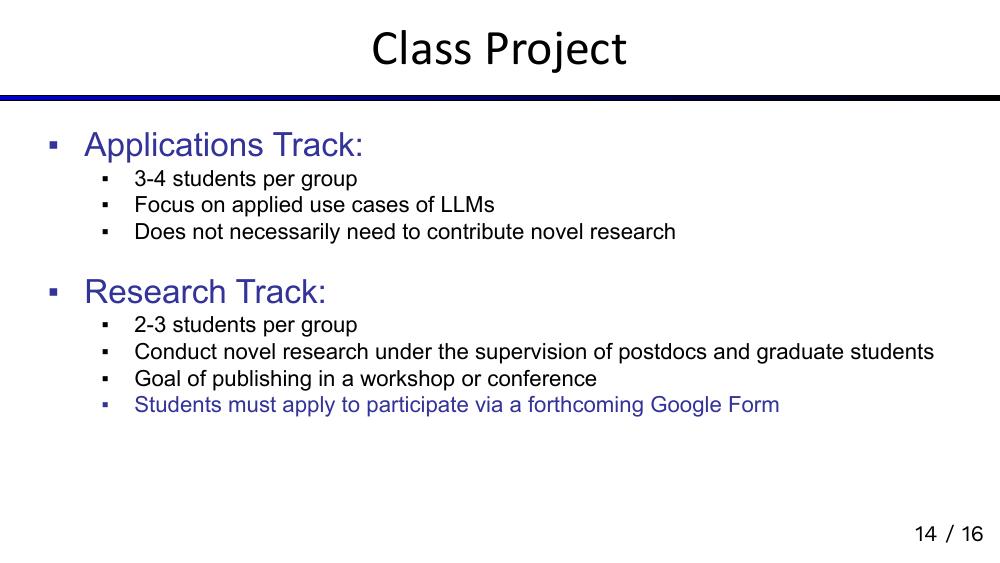 Class Project
▪ Applications Track:
▪ 3-4 students per group
▪ Focus on applied use cases of LLMs
▪ Does not necessarily need to contribute novel research
▪ Research Track:
▪ 2-3 students per group
▪ Conduct novel research under the supervision of postdocs and graduate students
▪ Goal of publishing in a workshop or conference
▪ Students must apply to participate via a forthcoming Google Form
14 / 16